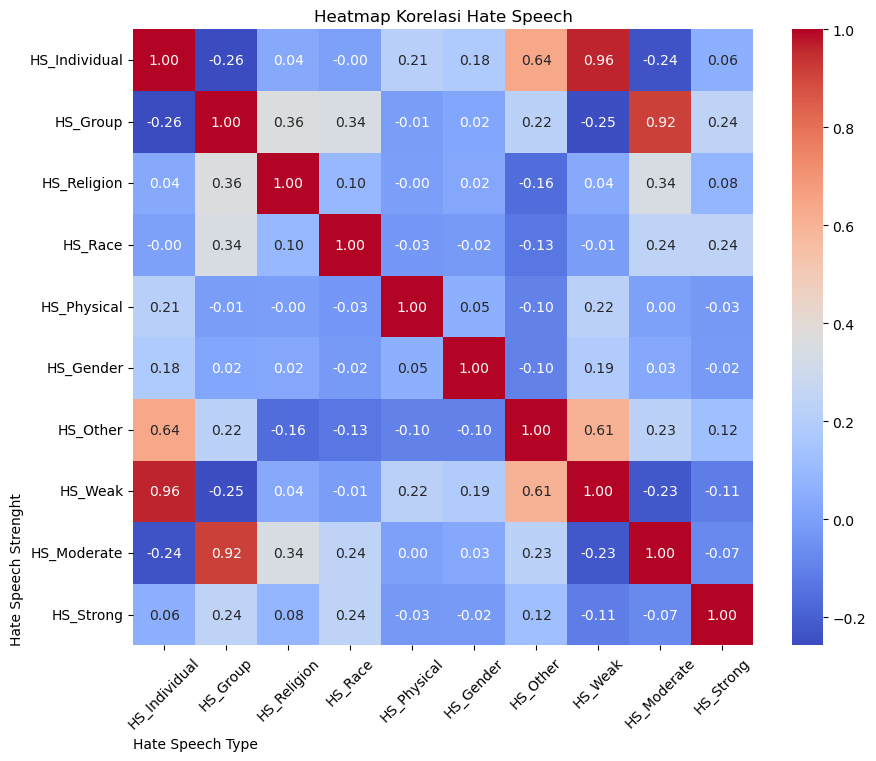 Heatmap Korelasi Hate Speech
HS_Individual 1.00 -0.26 0.04 -0.00 0.21 0.18 0.64 0.96 -0.24 0.06
HS_Group -0.26 1.00 0.36 0.34 -0.01 0.02 0.22 -0.25 0.92 0.24
HS_Religion 0.04 0.36 1.00 0.10 -0.00 0.02 -0.16 0.04 0.34 0.08
HS_Race -0.00 0.34 0.10 1.00 -0.03 -0.02 -0.13 -0.01 0.24 0.24
HS_Physical 0.21 -0.01 -0.00 -0.03 1.00 0.05 -0.10 0.22 0.00 -0.03
HS_Gender 0.18 0.02 0.02 -0.02 0.05 1.00 -0.10 0.19 0.03 -0.02
HS_Other 0.64 0.22 -0.16 -0.13 -0.10 -0.10 1.00 0.61 0.23 0.12
HS_Weak 0.96 -0.25 0.04 -0.01 0.22 0.19 0.61 1.00 -0.23 -0.11
HS_Moderate -0.24 0.92 0.34 0.24 0.00 0.03 0.23 -0.23 1.00 -0.07
HS_Strong 0.06 0.24 0.08 0.24 -0.03 -0.02 0.12 -0.11 -0.07 1.00
Hate Speech Strenght
HS_Individual HS_Group HS_Religion HS_Race HS_Physical HS_Gender HS_Other HS_Weak HS_Moderate HS_Strong
Hate Speech Type
1.0
0.8
0.6
0.4
0.2
0.0
−0.2